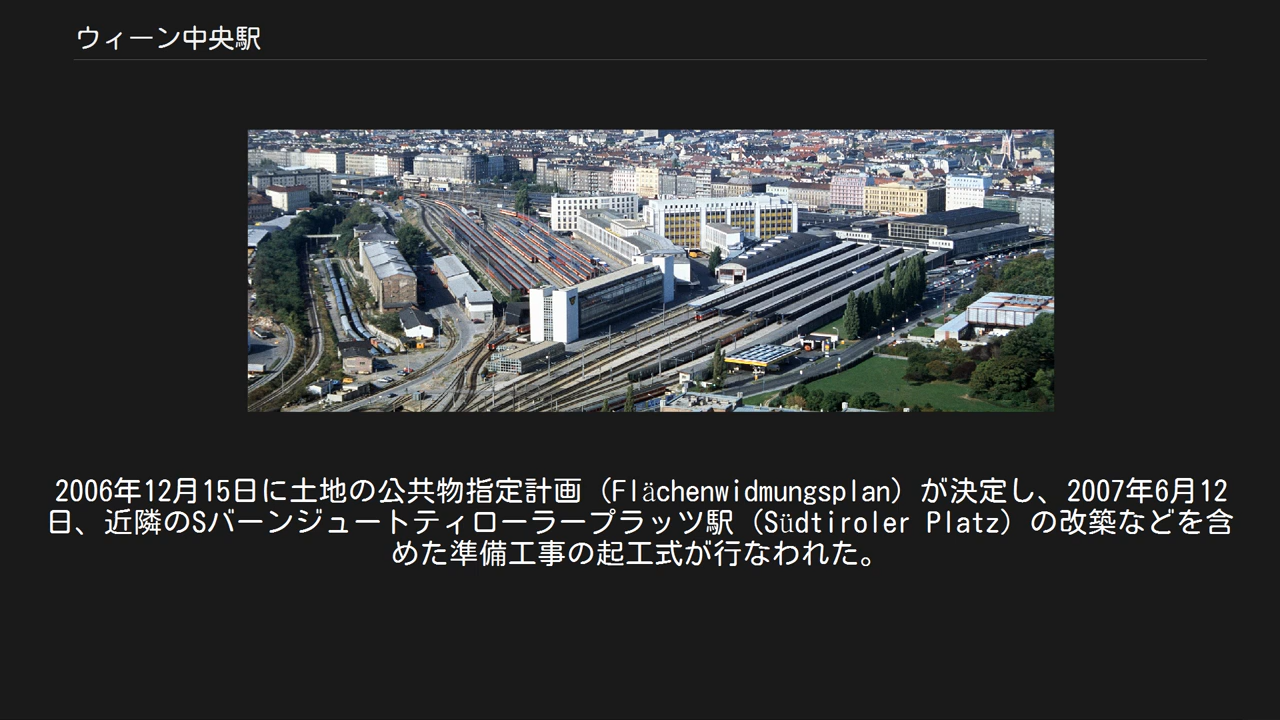 ウィーン中央駅
2006年12月15日に土地の公共物指定計画（Flächenwidmungsplan）が決定し、2007年6月12
日、近隣のSバーンジュートティローラープラッツ駅（Südtiroler Platz）の改築などを含
めた準備工事の起工式が行なわれた。